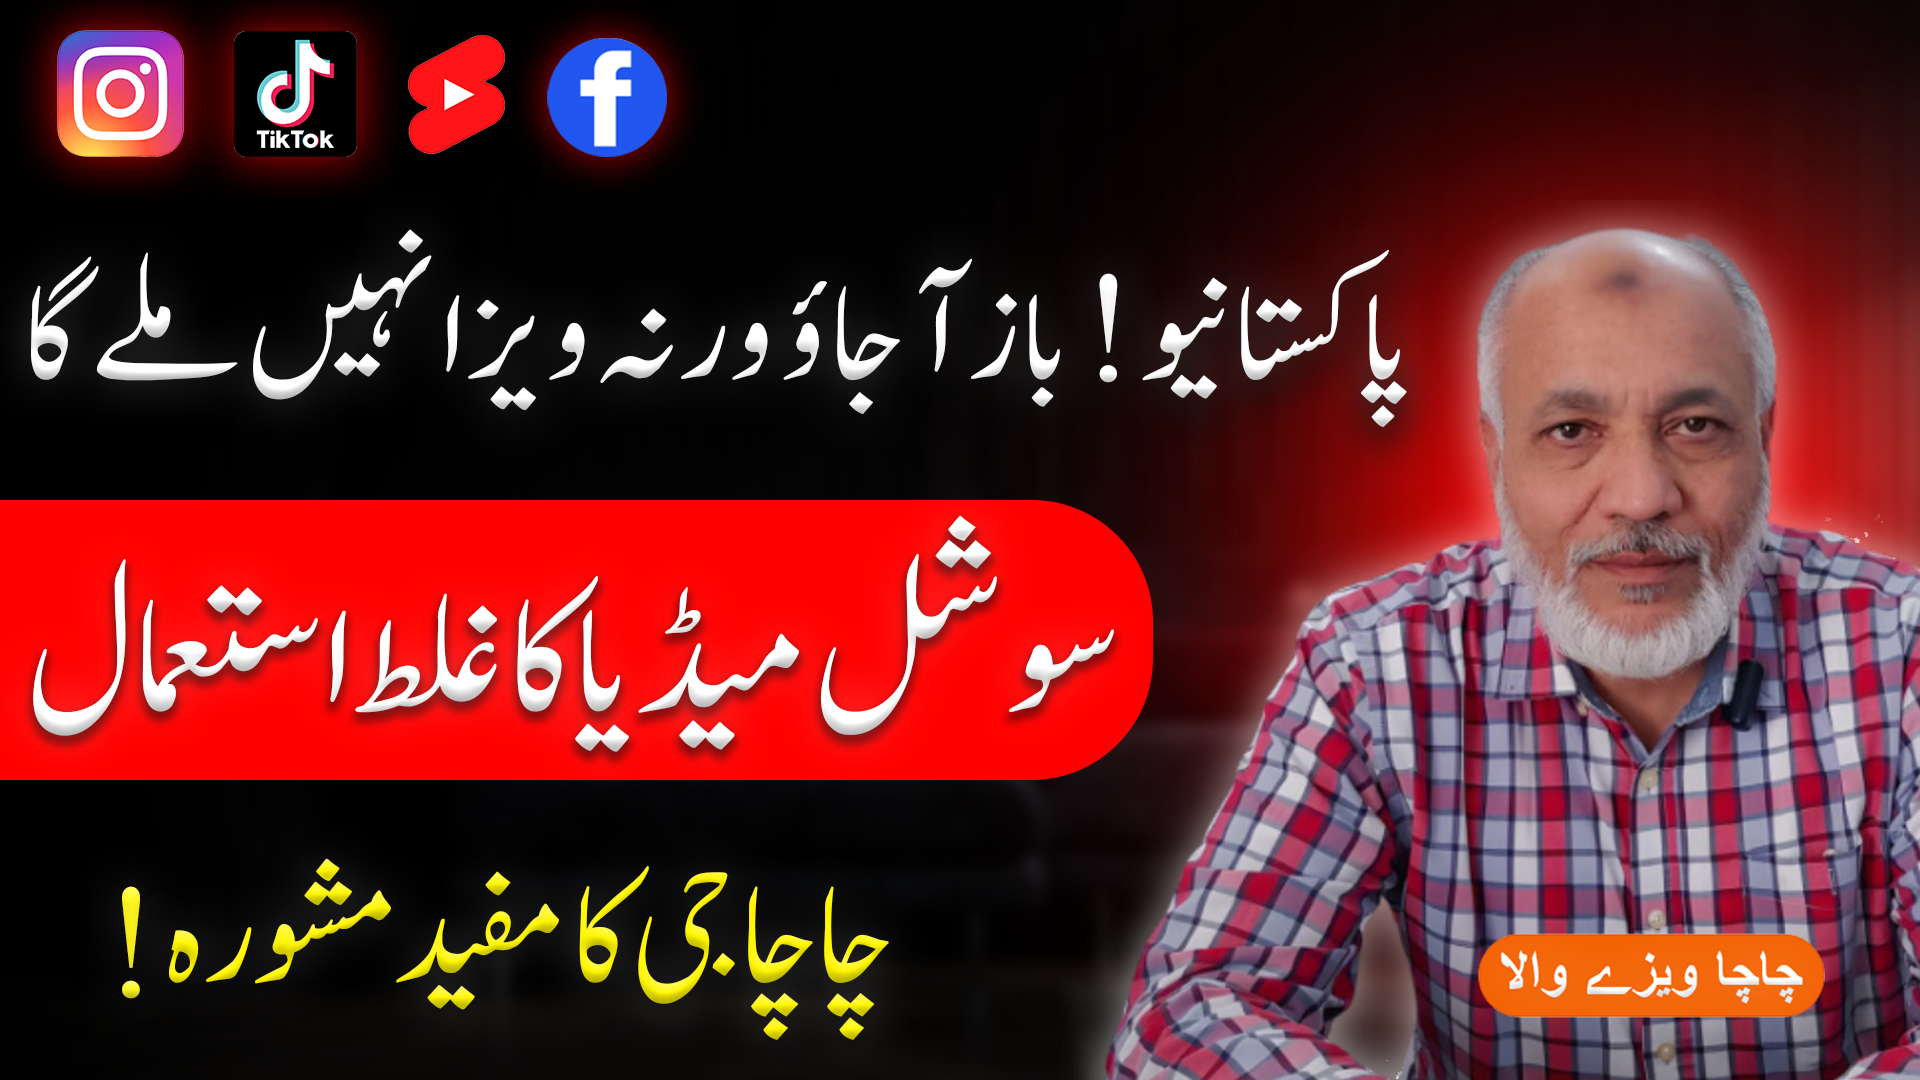 TikTok
پاکستانیو! باز آ جاؤ ورنہ ویزا نہیں ملے گا
سوشل میڈیا کا غلط استعمال
چاچا جی کا مفید مشورہ!
چاچا ویزے والا